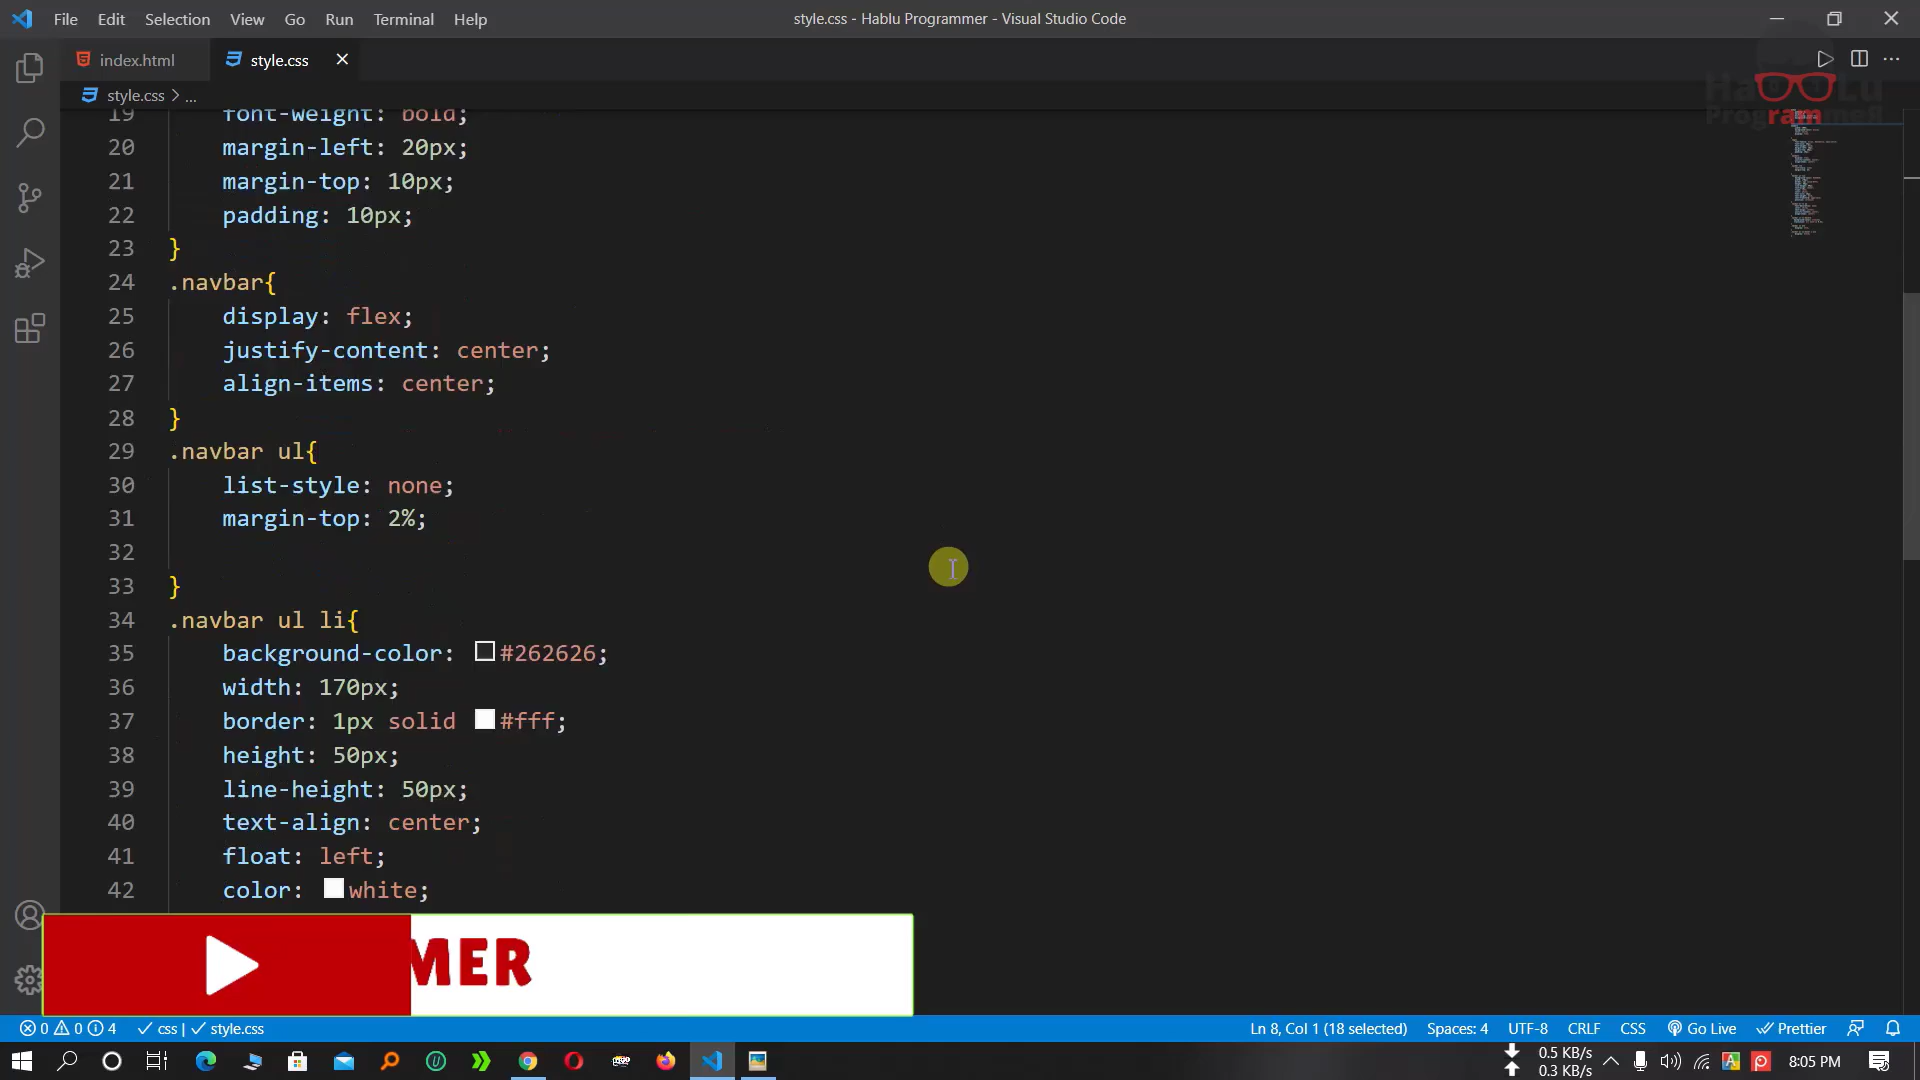 File Edit Selection View Go Run Terminal Help
style.css - Hablu Programmer - Visual Studio Code
index.html
style.css
style.css > ...
19 font-weight: bold;
20 margin-left: 20px;
21 margin-top: 10px;
22 padding: 10px;
23 }
24 .navbar{
25 display: flex;
26 justify-content: center;
27 align-items: center;
28 }
29 .navbar ul{
30 list-style: none;
31 margin-top: 2%;
32
33 }
34 .navbar ul li{
35 background-color: #262626;
36 width: 170px;
37 border: 1px solid #fff;
38 height: 50px;
39 line-height: 50px;
40 text-align: center;
41 float: left;
42 color: white;
MER
0 0 4 css | style.css
Ln 8, Col 1 (18 selected) Spaces: 4 UTF-8 CRLF CSS Go Live Prettier
0.5 KB/s
0.3 KB/s
8:05 PM